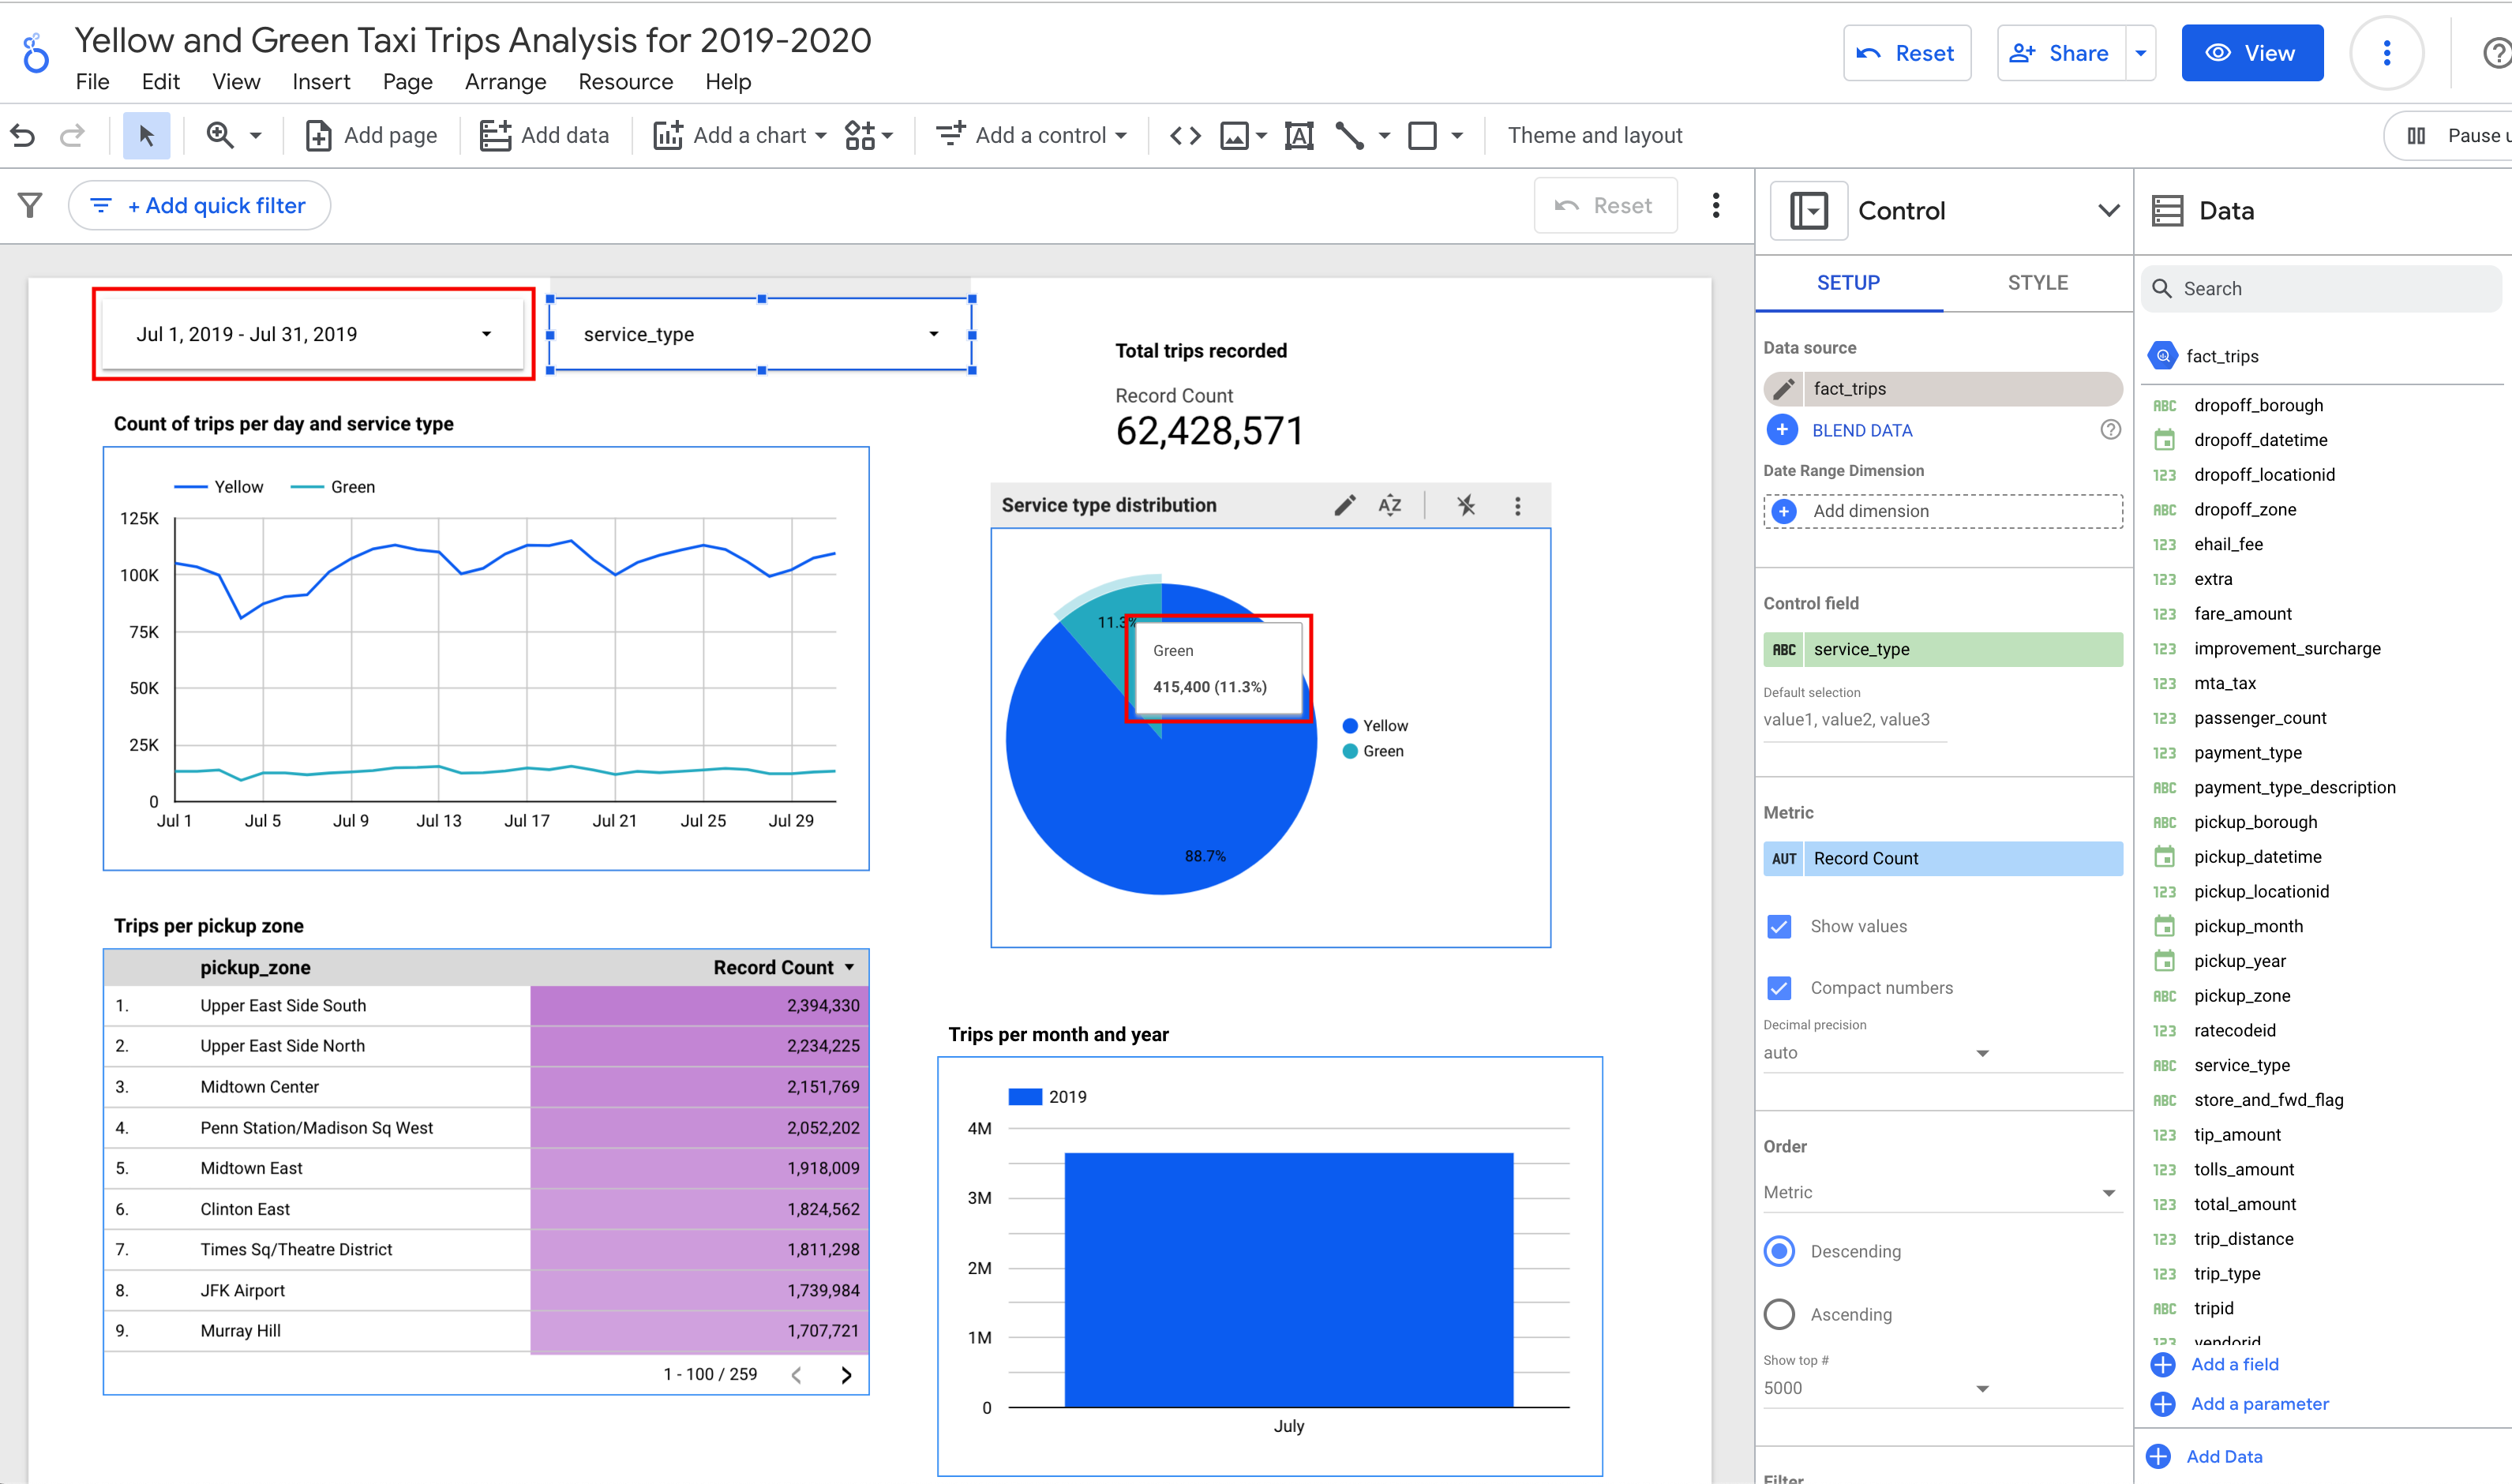 Yellow and Green Taxi Trips Analysis for 2019-2020
File Edit View Insert Page Arrange Resource Help
Reset
Share
View
Add page
Add data
Add a chart
Add a control
Theme and layout
Pause u
+ Add quick filter
Reset
Jul 1, 2019 - Jul 31, 2019
service_type
Total trips recorded
Record Count
62,428,571
Count of trips per day and service type
Yellow Green
125K
100K
75K
50K
25K
0
Jul 1 Jul 5 Jul 9 Jul 13 Jul 17 Jul 21 Jul 25 Jul 29
Service type distribution
11.3%
Green
415,400 (11.3%)
88.7%
Yellow
Green
Trips per pickup zone
pickup_zone Record Count
1. Upper East Side South 2,394,330
2. Upper East Side North 2,234,225
3. Midtown Center 2,151,769
4. Penn Station/Madison Sq West 2,052,202
5. Midtown East 1,918,009
6. Clinton East 1,824,562
7. Times Sq/Theatre District 1,811,298
8. JFK Airport 1,739,984
9. Murray Hill 1,707,721
1 - 100 / 259
Trips per month and year
2019
4M
3M
2M
1M
0
July
Control
SETUP STYLE
Data source
fact_trips
BLEND DATA
Date Range Dimension
Add dimension
Control field
ABC service_type
Default selection
value1, value2, value3
Metric
AUT Record Count
Show values
Compact numbers
Decimal precision
auto
Order
Metric
Descending
Ascending
Show top #
5000
Filter
Data
Search
fact_trips
ABC dropoff_borough
dropoff_datetime
123 dropoff_locationid
ABC dropoff_zone
123 ehail_fee
123 extra
123 fare_amount
123 improvement_surcharge
123 mta_tax
123 passenger_count
123 payment_type
ABC payment_type_description
ABC pickup_borough
pickup_datetime
123 pickup_locationid
pickup_month
pickup_year
ABC pickup_zone
123 ratecodeid
ABC service_type
ABC store_and_fwd_flag
123 tip_amount
123 tolls_amount
123 total_amount
123 trip_distance
123 trip_type
ABC tripid
123 vendorid
Add a field
Add a parameter
Add Data